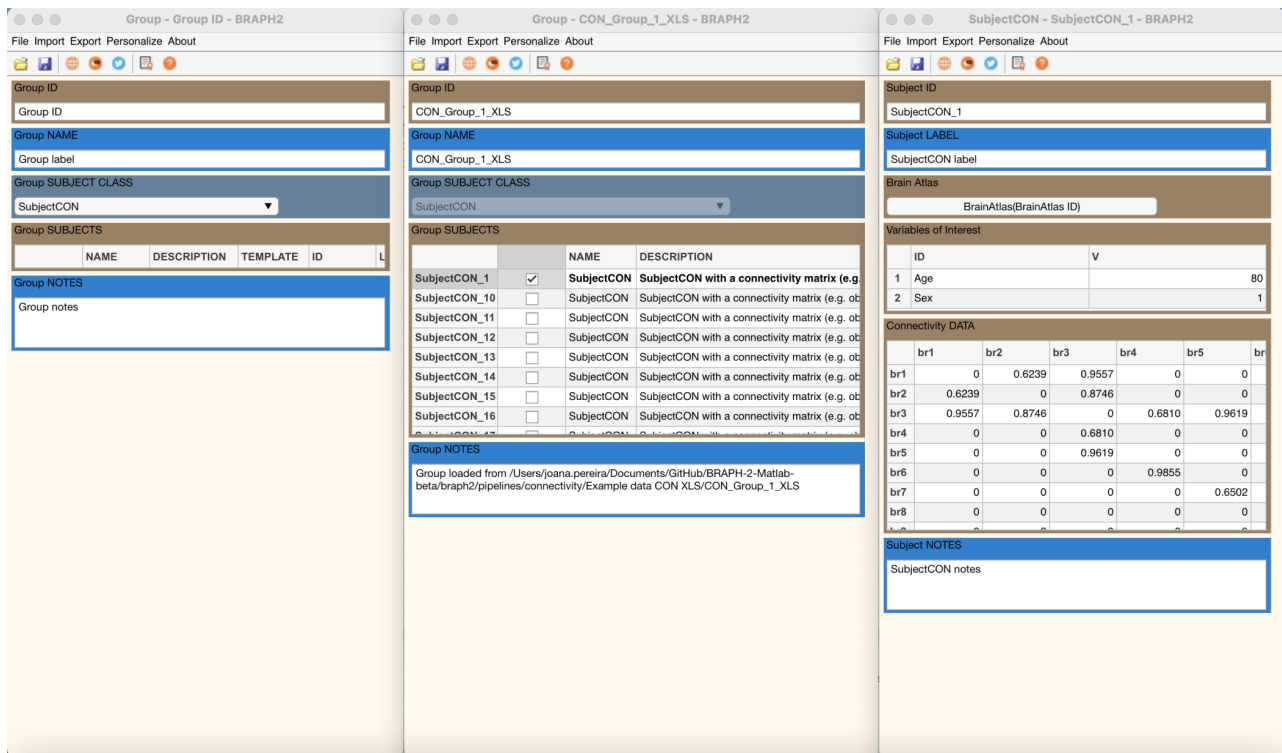 Group - Group ID - BRAPH2
File Import Export Personalize About
Group ID
Group ID
Group NAME
Group label
Group SUBJECT CLASS
SubjectCON ▼
Group SUBJECTS
NAME DESCRIPTION TEMPLATE ID L
Group NOTES
Group notes
Group - CON_Group_1_XLS - BRAPH2
File Import Export Personalize About
Group ID
CON_Group_1_XLS
Group NAME
CON_Group_1_XLS
Group SUBJECT CLASS
SubjectCON ▼
Group SUBJECTS
NAME DESCRIPTION
SubjectCON_1 SubjectCON SubjectCON with a connectivity matrix (e.g.
SubjectCON_10 SubjectCON SubjectCON with a connectivity matrix (e.g. ob
SubjectCON_11 SubjectCON SubjectCON with a connectivity matrix (e.g. ob
SubjectCON_12 SubjectCON SubjectCON with a connectivity matrix (e.g. ob
SubjectCON_13 SubjectCON SubjectCON with a connectivity matrix (e.g. ob
SubjectCON_14 SubjectCON SubjectCON with a connectivity matrix (e.g. ob
SubjectCON_15 SubjectCON SubjectCON with a connectivity matrix (e.g. ob
SubjectCON_16 SubjectCON SubjectCON with a connectivity matrix (e.g. ob
Group NOTES
Group loaded from /Users/joana.pereira/Documents/GitHub/BRAPH-2-Matlab-
beta/braph2/pipelines/connectivity/Example data CON XLS/CON_Group_1_XLS
SubjectCON - SubjectCON_1 - BRAPH2
File Import Export Personalize About
Subject ID
SubjectCON_1
Subject LABEL
SubjectCON label
Brain Atlas
BrainAtlas(BrainAtlas ID)
Variables of Interest
ID V
1 Age 80
2 Sex 1
Connectivity DATA
br1 br2 br3 br4 br5 br
br1 0 0.6239 0.9557 0 0
br2 0.6239 0 0.8746 0 0
br3 0.9557 0.8746 0 0.6810 0.9619
br4 0 0 0.6810 0 0
br5 0 0 0.9619 0 0
br6 0 0 0 0.9855 0
br7 0 0 0 0 0.6502
br8 0 0 0 0 0
Subject NOTES
SubjectCON notes